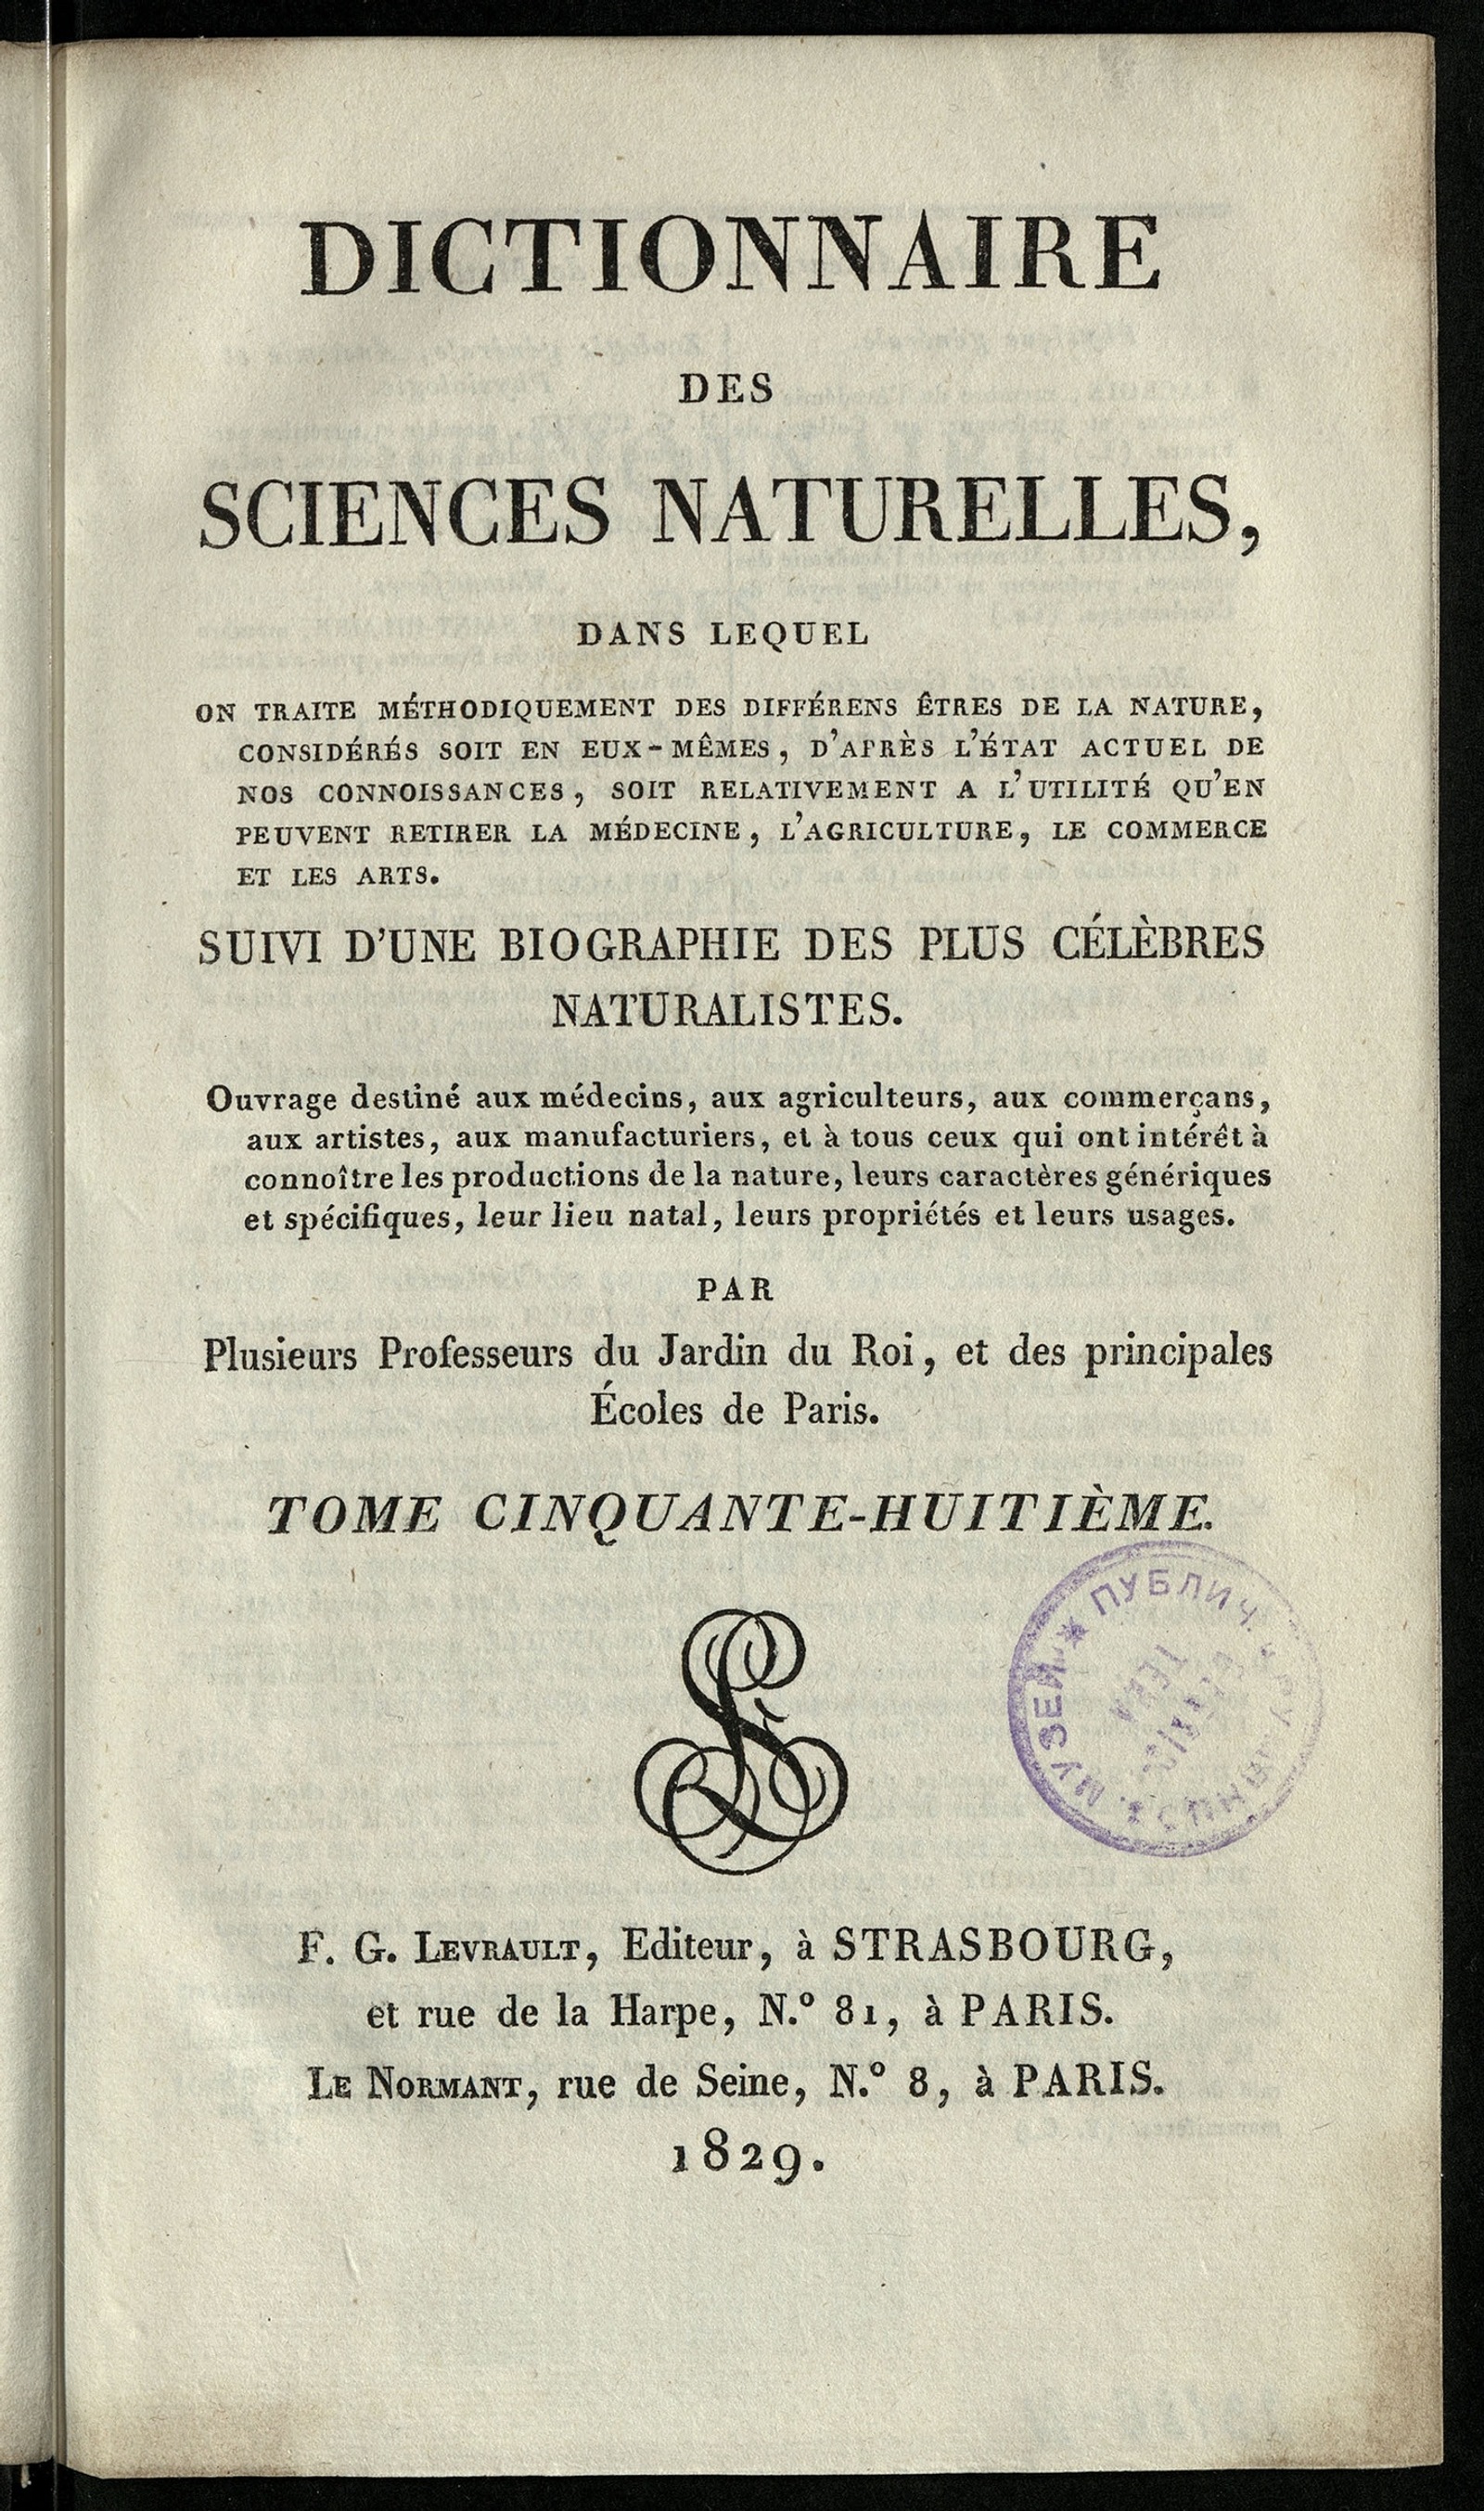 DICTIONNAIRE
DES
SCIENCES NATURELLES,
DANS LEQUEL
ON TRAITE MÉTHODIQUEMENT DES DIFFÉRENS ÊTRES DE LA NATURE,
CONSIDÉRÉS SOIT EN EUX-MÊMES, D'APRÈS L'ÉTAT ACTUEL DE
NOS CONNOISSANCES, SOIT RELATIVEMENT A L'UTILITÉ QU'EN
PEUVENT RETIRER LA MÉDECINE, L'AGRICULTURE, LE COMMERCE
ET LES ARTS.
SUIVI D'UNE BIOGRAPHIE DES PLUS CÉLÈBRES
NATURALISTES.
Ouvrage destiné aux médecins, aux agriculteurs, aux commerçans,
aux artistes, aux manufacturiers, et à tous ceux qui ont intérêt à
connoître les productions de la nature, leurs caractères génériques
et spécifiques, leur lieu natal, leurs propriétés et leurs usages.
PAR
Plusieurs Professeurs du Jardin du Roi, et des principales
Écoles de Paris.
TOME CINQUANTE-HUITIÈME.
МУЗЕЙ * ПУБЛИЧ.
F. G. LEVRAULT, Editeur, à STRASBOURG,
et rue de la Harpe, N.º 81, à PARIS.
LE NORMANT, rue de Seine, N.º 8, à PARIS.
1829.